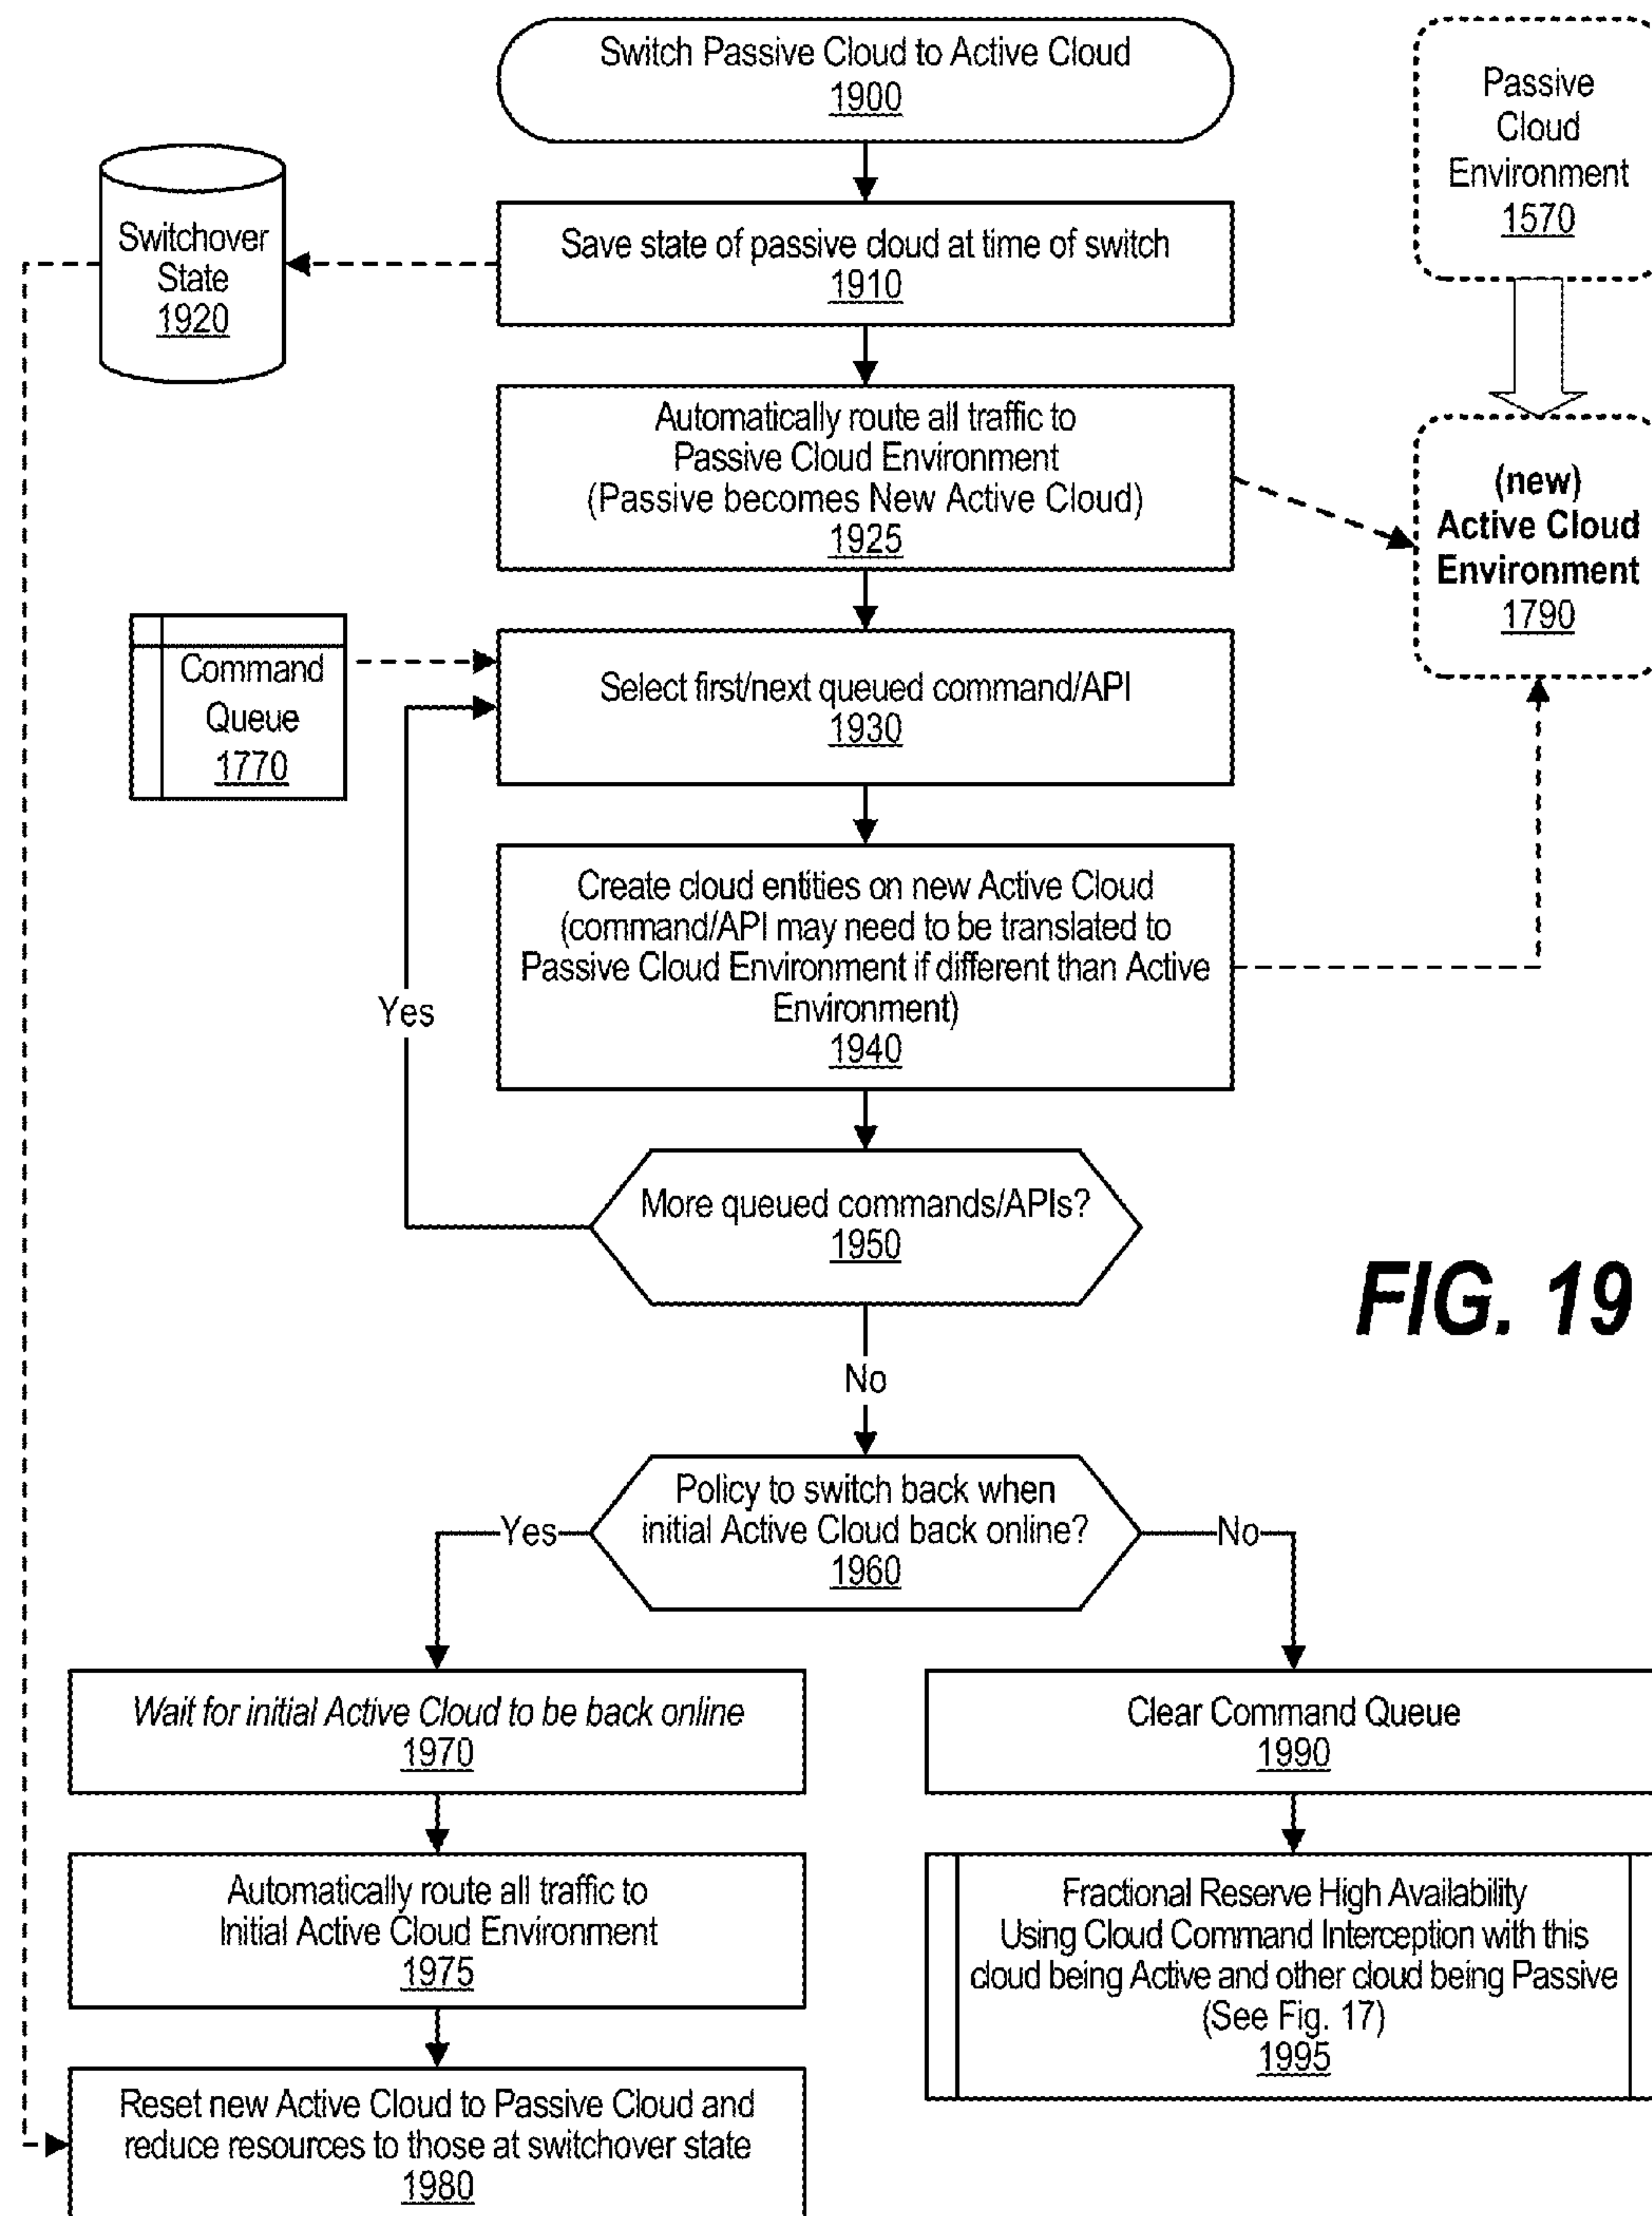 Switch Passive Cloud to Active Cloud
1900
Passive
Cloud
Environment
1570
Switchover
State
1920
Save state of passive cloud at time of switch
1910
Automatically route all traffic to
Passive Cloud Environment
(Passive becomes New Active Cloud)
1925
(new)
Active Cloud
Environment
1790
Command
Queue
1770
Select first/next queued command/API
1930
Create cloud entities on new Active Cloud
(command/API may need to be translated to
Passive Cloud Environment if different than Active
Environment)
1940
Yes
More queued commands/APIs?
1950
FIG. 19
No
Policy to switch back when
initial Active Cloud back online?
1960
Yes
No
Wait for initial Active Cloud to be back online
1970
Clear Command Queue
1990
Automatically route all traffic to
Initial Active Cloud Environment
1975
Fractional Reserve High Availability
Using Cloud Command Interception with this
cloud being Active and other cloud being Passive
(See Fig. 17)
1995
Reset new Active Cloud to Passive Cloud and
reduce resources to those at switchover state
1980